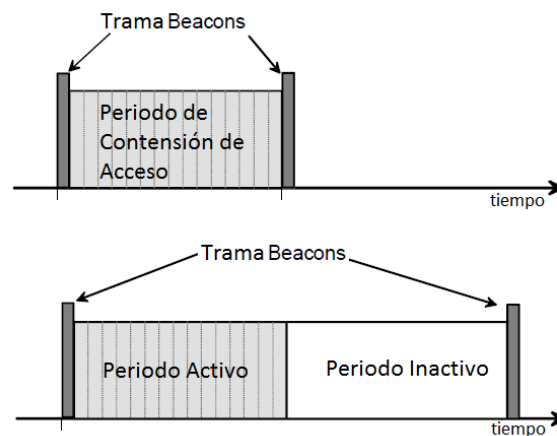 Trama Beacons
Periodo de
Contensión de
Acceso
tiempo
Trama Beacons
Periodo Activo
Periodo Inactivo
tiempo